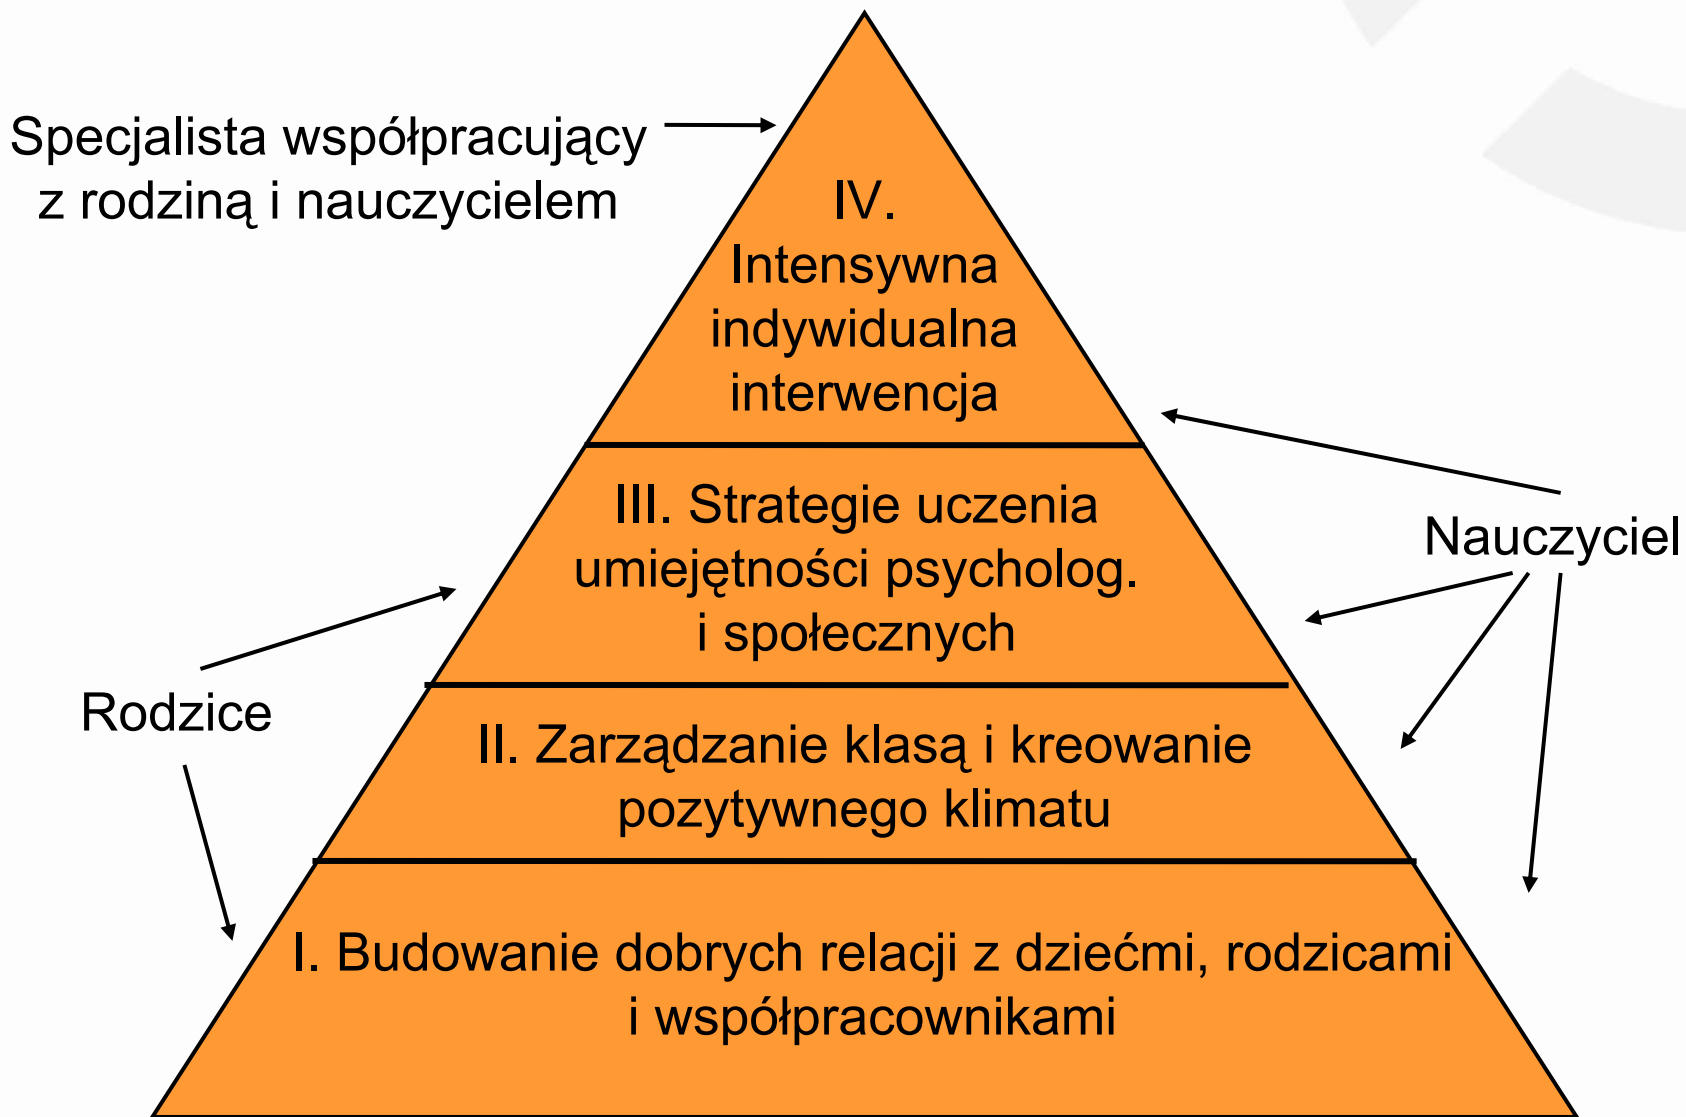 Specjalista współpracujący
z rodziną i nauczycielem
IV.
Intensywna
indywidualna
interwencja
III. Strategie uczenia
umiejętności psycholog.
i społecznych
Nauczyciel
Rodzice
II. Zarządzanie klasą i kreowanie
pozytywnego klimatu
I. Budowanie dobrych relacji z dziećmi, rodzicami
i współpracownikami